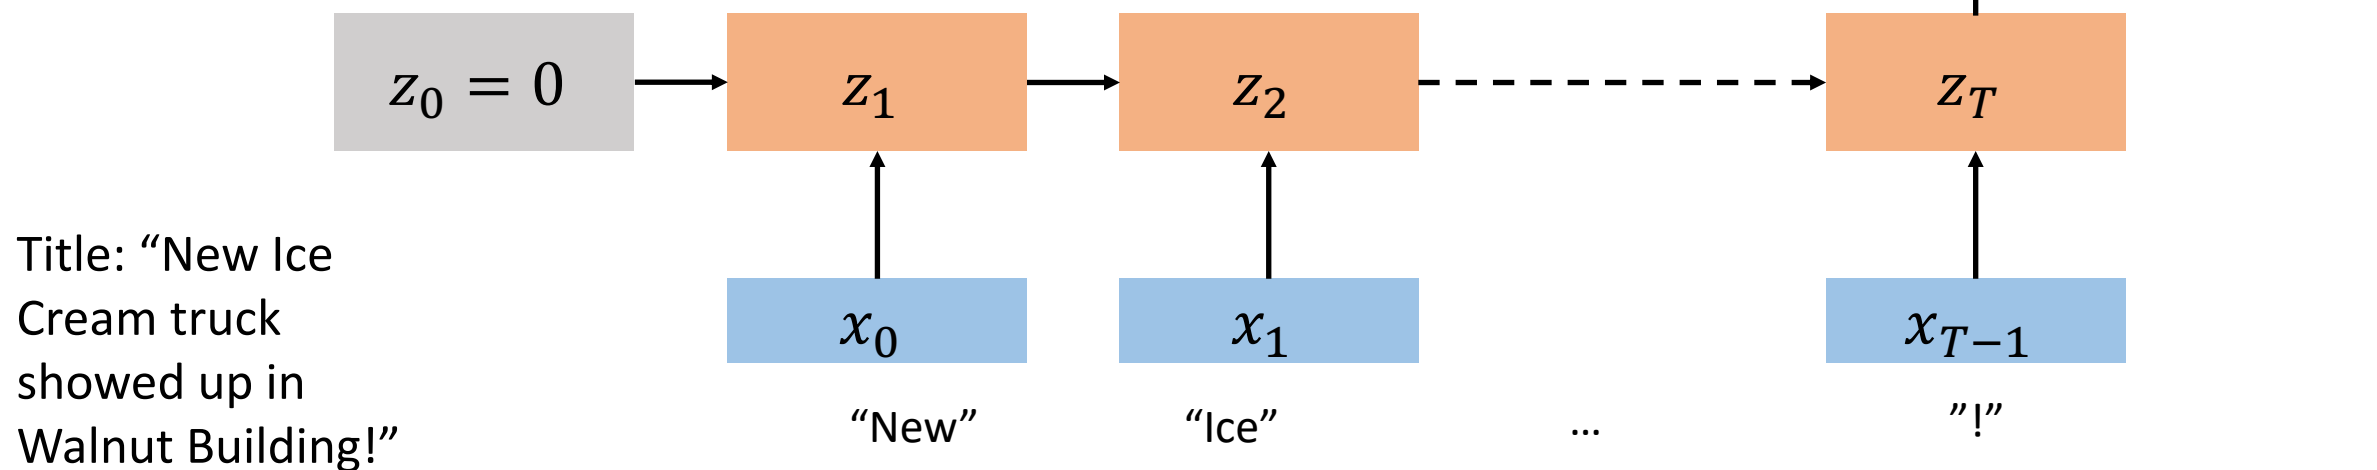 z₀ = 0
z₁
z₂
z_T
Title: “New Ice
Cream truck
showed up in
Walnut Building!”
x₀
x₁
x_{T−1}
“New”
“Ice”
...
”!”